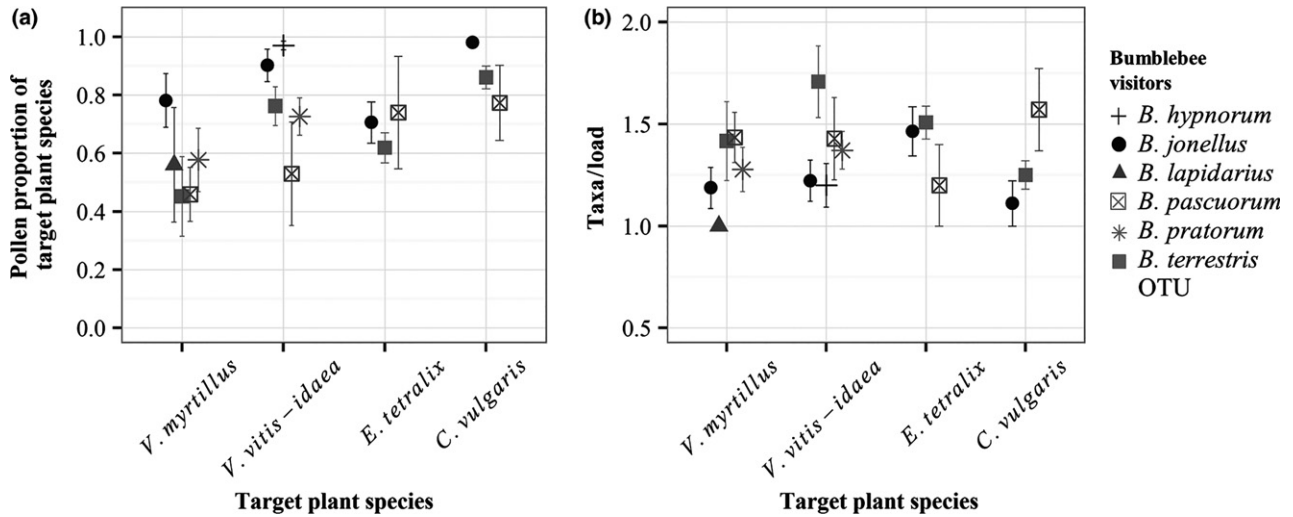 (a)
1.0
0.8
0.6
0.4
0.2
0.0
Pollen proportion of
target plant species
V. myrtillus
V. vitis–idaea
E. tetralix
C. vulgaris
Target plant species
(b)
2.0
1.5
1.0
0.5
Taxa/load
V. myrtillus
V. vitis–idaea
E. tetralix
C. vulgaris
Target plant species
Bumblebee
visitors
B. hypnorum
B. jonellus
B. lapidarius
B. pascuorum
B. pratorum
B. terrestris
OTU